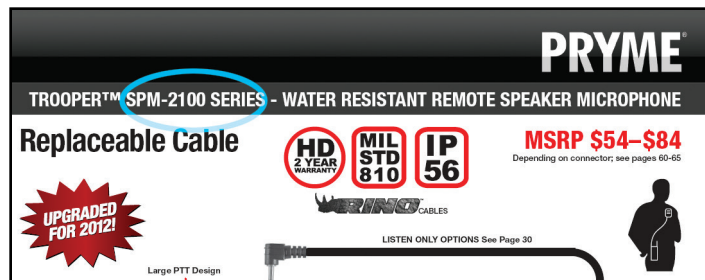 PRYME®
TROOPER™ SPM-2100 SERIES - WATER RESISTANT REMOTE SPEAKER MICROPHONE
Replaceable Cable
HD
2 YEAR
WARRANTY
MIL
STD
810
IP
56
MSRP $54–$84
Depending on connector; see pages 60-65
RINO CABLES
UPGRADED
FOR 2012!
LISTEN ONLY OPTIONS See Page 30
Large PTT Design